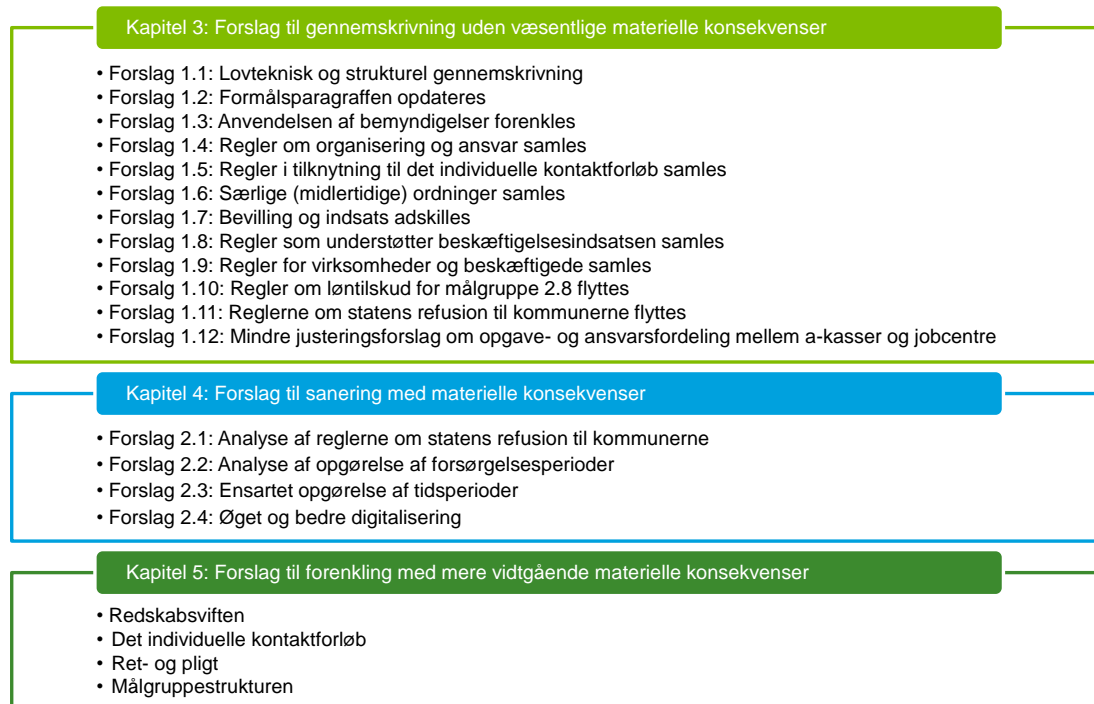 Kapitel 3: Forslag til gennemskrivning uden væsentlige materielle konsekvenser
• Forslag 1.1: Lovteknisk og strukturel gennemskrivning
• Forslag 1.2: Formålsparagraffen opdateres
• Forslag 1.3: Anvendelsen af bemyndigelser forenkles
• Forslag 1.4: Regler om organisering og ansvar samles
• Forslag 1.5: Regler i tilknytning til det individuelle kontaktforløb samles
• Forslag 1.6: Særlige (midlertidige) ordninger samles
• Forslag 1.7: Bevilling og indsats adskilles
• Forslag 1.8: Regler som understøtter beskæftigelsesindsatsen samles
• Forslag 1.9: Regler for virksomheder og beskæftigede samles
• Forsalg 1.10: Regler om løntilskud for målgruppe 2.8 flyttes
• Forslag 1.11: Reglerne om statens refusion til kommunerne flyttes
• Forslag 1.12: Mindre justeringsforslag om opgave- og ansvarsfordeling mellem a-kasser og jobcentre
Kapitel 4: Forslag til sanering med materielle konsekvenser
• Forslag 2.1: Analyse af reglerne om statens refusion til kommunerne
• Forslag 2.2: Analyse af opgørelse af forsørgelsesperioder
• Forslag 2.3: Ensartet opgørelse af tidsperioder
• Forslag 2.4: Øget og bedre digitalisering
Kapitel 5: Forslag til forenkling med mere vidtgående materielle konsekvenser
• Redskabsviften
• Det individuelle kontaktforløb
• Ret- og pligt
• Målgruppestrukturen